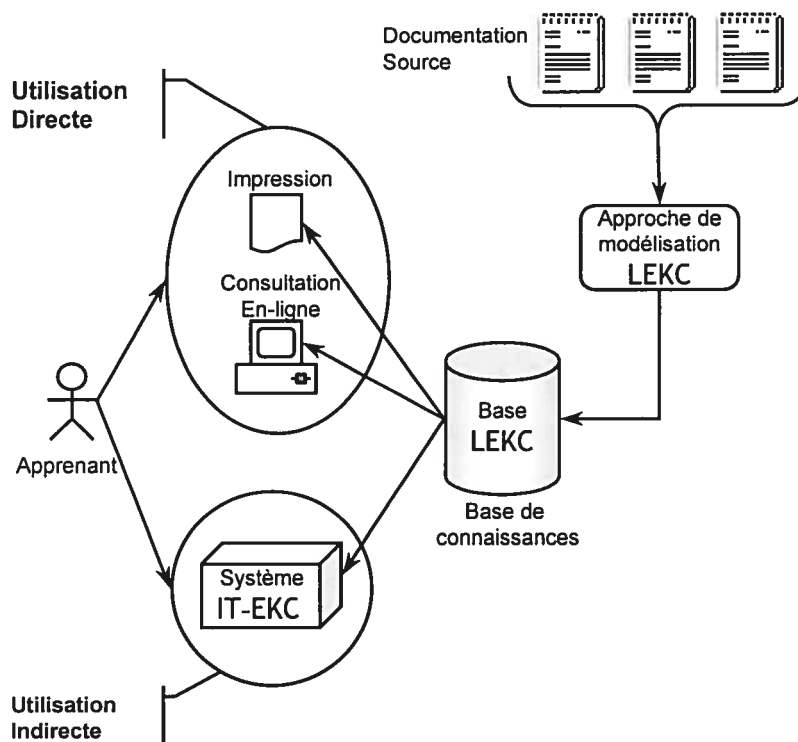 Documentation
Source
Utilisation
Directe
Impression
Approche de
modélisation
LEKC
Consultation
En-ligne
Base
LEKC
Apprenant
Base de
connaissances
Système
IT-EKC
Utilisation
Indirecte